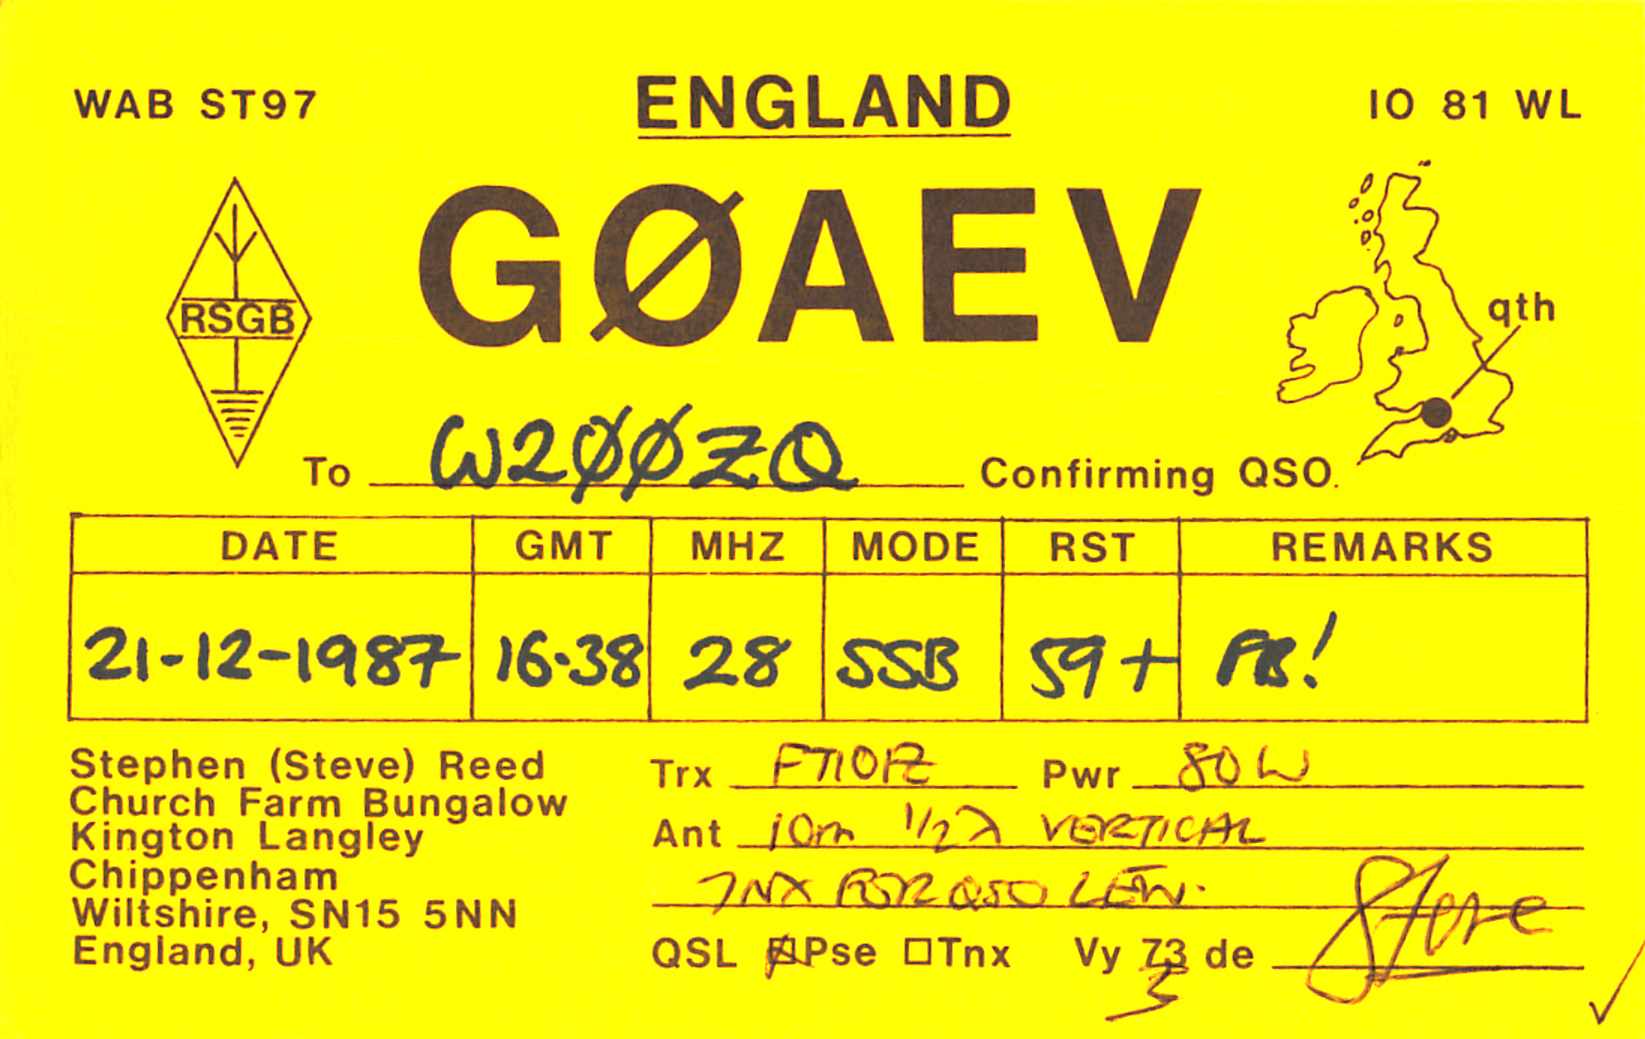 WAB ST97 ENGLAND IO 81 WL
GØAEV
RSGB
qth
To W2ØØZQ Confirming QSO.
DATE GMT MHZ MODE RST REMARKS
21-12-1987 16-38 28 SSB 59+ FB!
Stephen (Steve) Reed
Church Farm Bungalow
Kington Langley
Chippenham
Wiltshire, SN15 5NN
England, UK
Trx FT101Z Pwr 80W
Ant 10m 1/2λ VERTICAL
TNX FOR QSO LEW.
QSL ☒Pse ☐Tnx Vy 73 de Steve